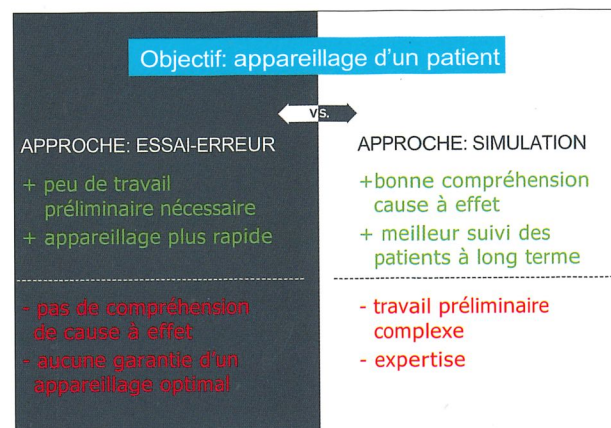 Objectif: appareillage d'un patient
VS.
APPROCHE: ESSAI-ERREUR
+ peu de travail
préliminaire nécessaire
+ appareillage plus rapide
- pas de compréhension
de cause à effet
- aucune garantie d'un
appareillage optimal
APPROCHE: SIMULATION
+bonne compréhension
cause à effet
+ meilleur suivi des
patients à long terme
- travail préliminaire
complexe
- expertise